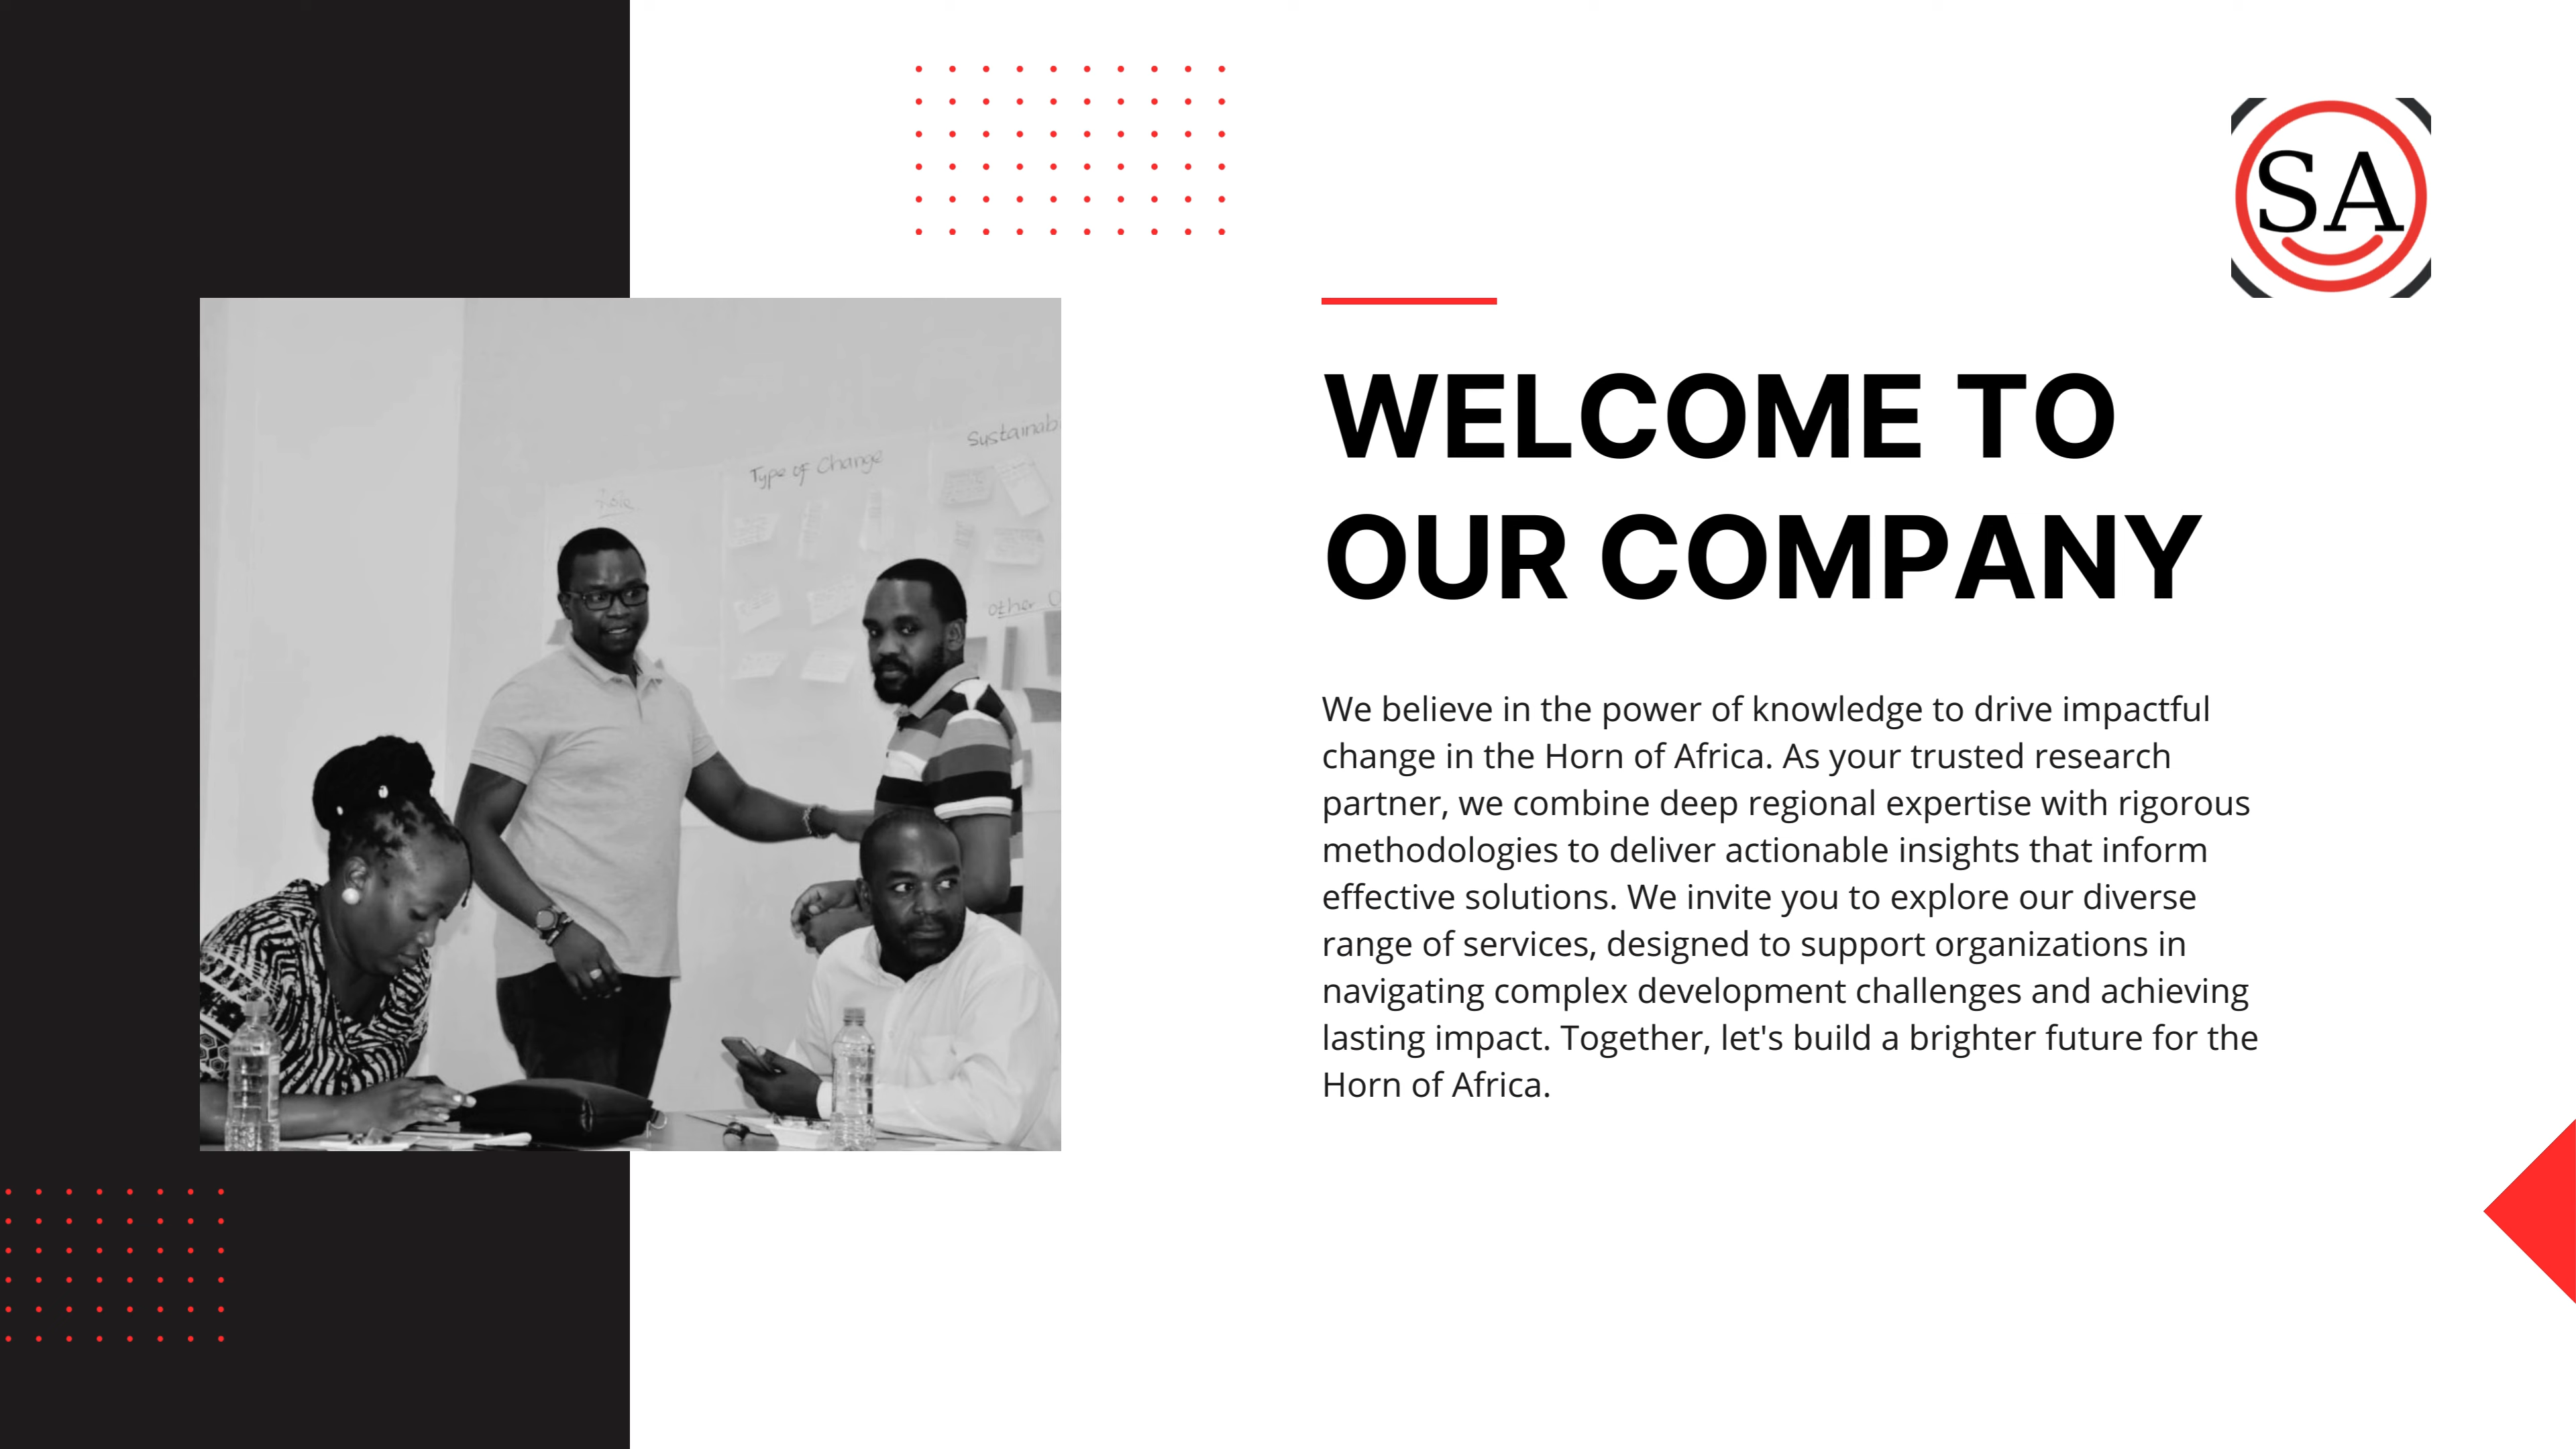 SA
WELCOME TO
OUR COMPANY
We believe in the power of knowledge to drive impactful
change in the Horn of Africa. As your trusted research
partner, we combine deep regional expertise with rigorous
methodologies to deliver actionable insights that inform
effective solutions. We invite you to explore our diverse
range of services, designed to support organizations in
navigating complex development challenges and achieving
lasting impact. Together, let's build a brighter future for the
Horn of Africa.
Sustainab
Type of Change
other